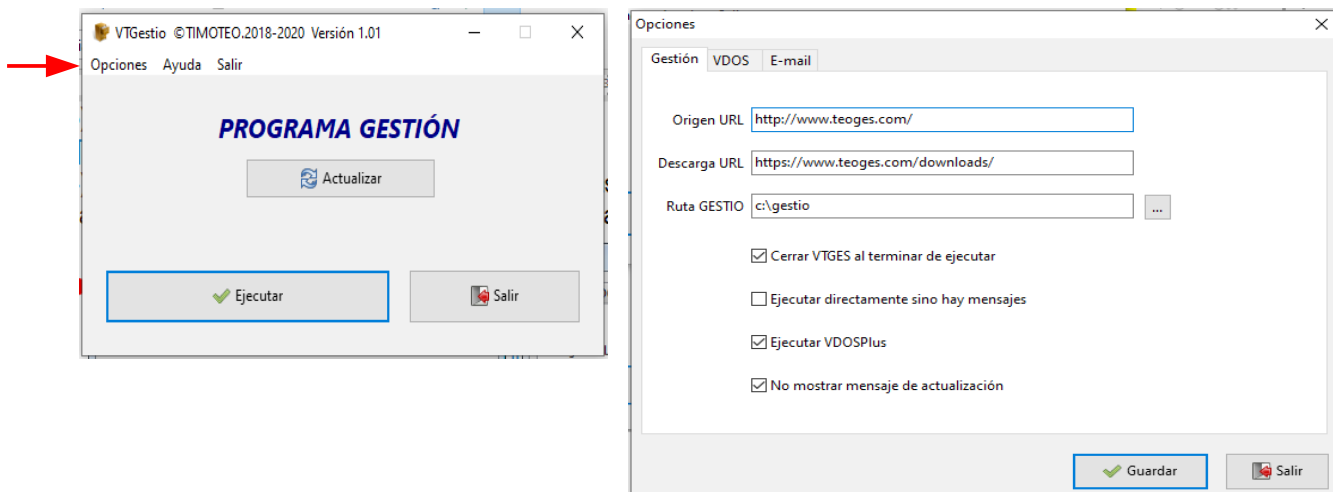 VTGestio ©TIMOTEO.2018-2020 Versión 1.01
Opciones Ayuda Salir
PROGRAMA GESTIÓN
Actualizar
Ejecutar
Salir
Opciones
Gestión VDOS E-mail
Origen URL http://www.teoges.com/
Descarga URL https://www.teoges.com/downloads/
Ruta GESTIO c:\gestio ...
Cerrar VTGES al terminar de ejecutar
Ejecutar directamente sino hay mensajes
Ejecutar VDOSPlus
No mostrar mensaje de actualización
Guardar
Salir